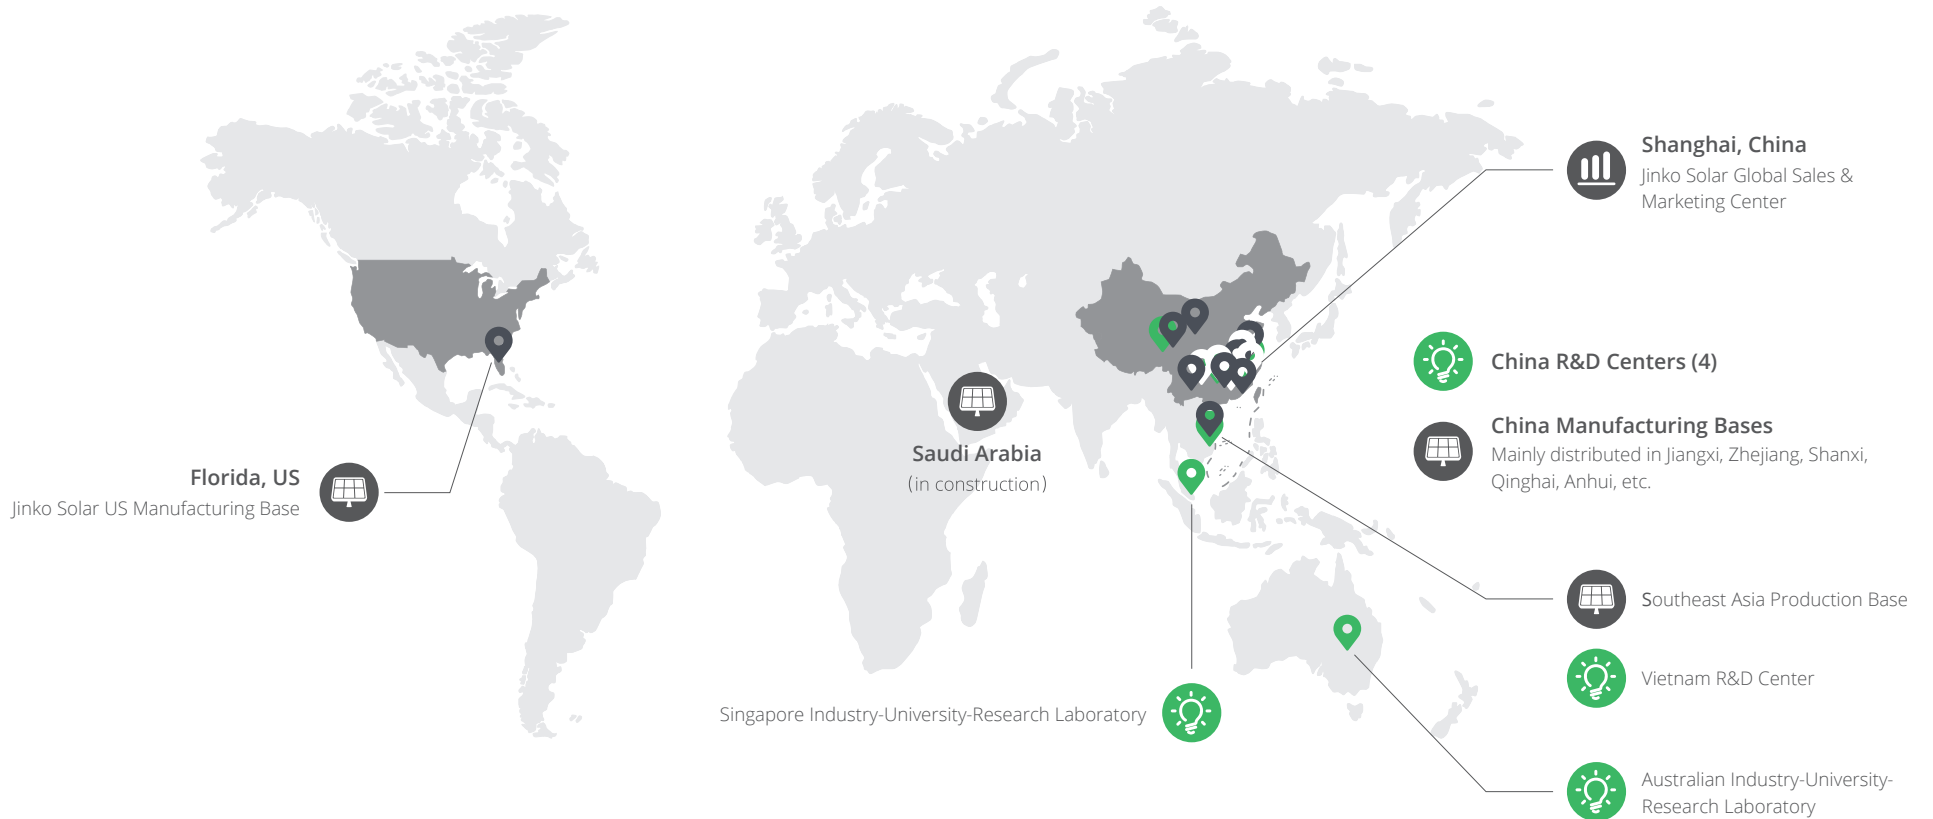 Shanghai, China
Jinko Solar Global Sales &
Marketing Center
China R&D Centers (4)
China Manufacturing Bases
Mainly distributed in Jiangxi, Zhejiang, Shanxi,
Qinghai, Anhui, etc.
Saudi Arabia
(in construction)
Florida, US
Jinko Solar US Manufacturing Base
Southeast Asia Production Base
Vietnam R&D Center
Singapore Industry-University-Research Laboratory
Australian Industry-University-
Research Laboratory